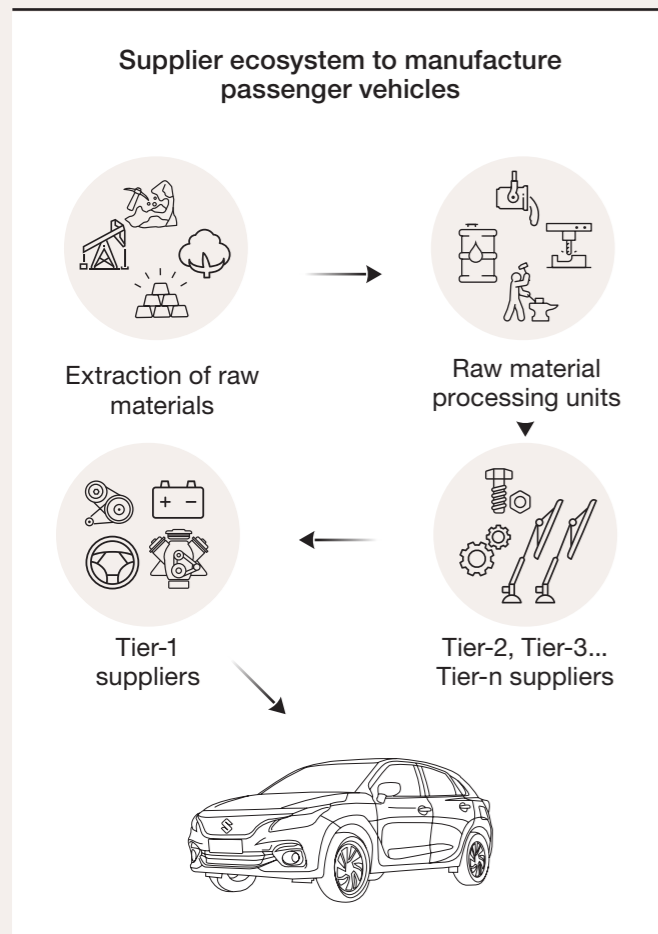 Supplier ecosystem to manufacture
passenger vehicles
Extraction of raw
materials
Raw material
processing units
Tier-1
suppliers
Tier-2, Tier-3...
Tier-n suppliers